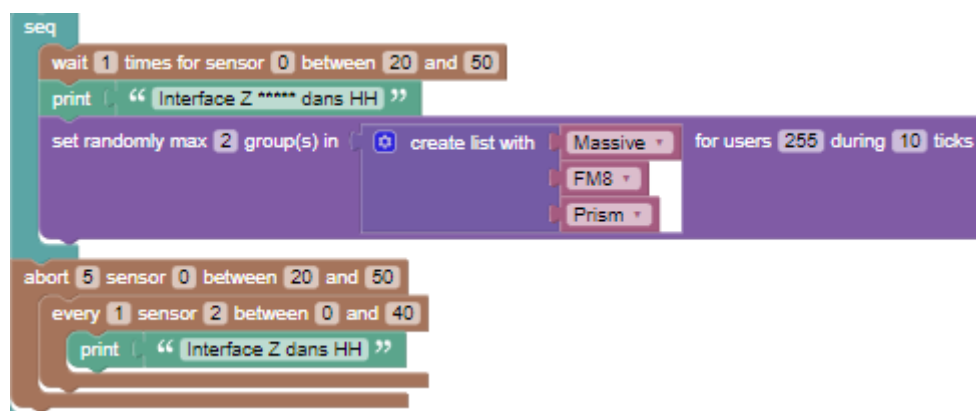 seq
wait 1 times for sensor 0 between 20 and 50
print “ Interface Z ***** dans HH ”
set randomly max 2 group(s) in create list with Massive for users 255 during 10 ticks
FM8
Prism
abort 5 sensor 0 between 20 and 50
every 1 sensor 2 between 0 and 40
print “ Interface Z dans HH ”